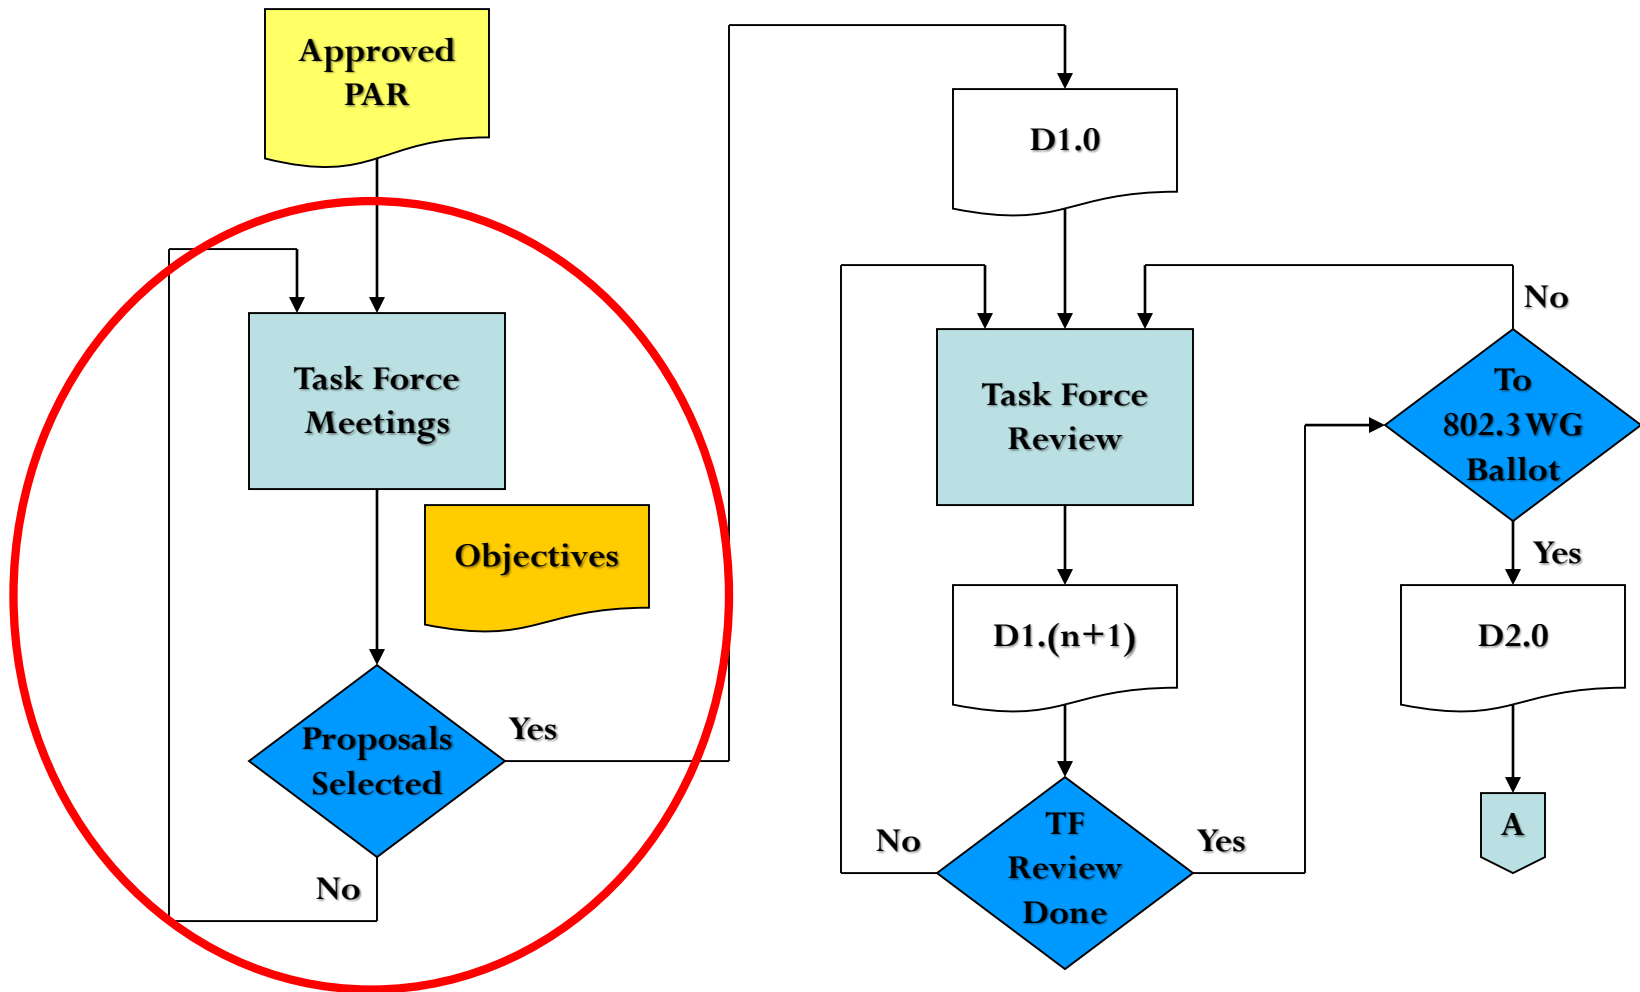 Approved
PAR
Task Force
Meetings
Objectives
Proposals
Selected
Yes
No
D1.0
Task Force
Review
D1.(n+1)
TF
Review
Done
No
Yes
No
To
802.3 WG
Ballot
Yes
D2.0
A